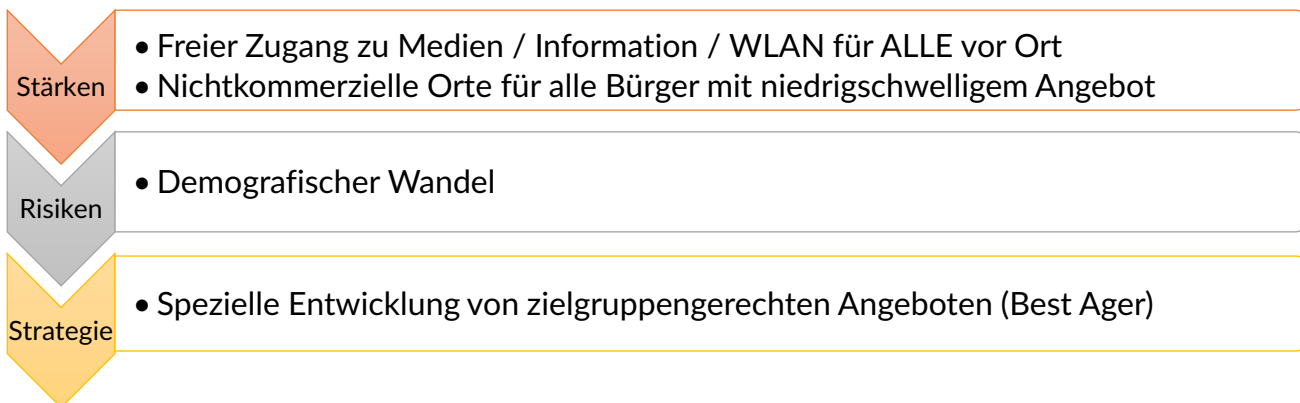 Stärken
• Freier Zugang zu Medien / Information / WLAN für ALLE vor Ort
• Nichtkommerzielle Orte für alle Bürger mit niedrigschwelligem Angebot
Risiken
• Demografischer Wandel
Strategie
• Spezielle Entwicklung von zielgruppengerechten Angeboten (Best Ager)